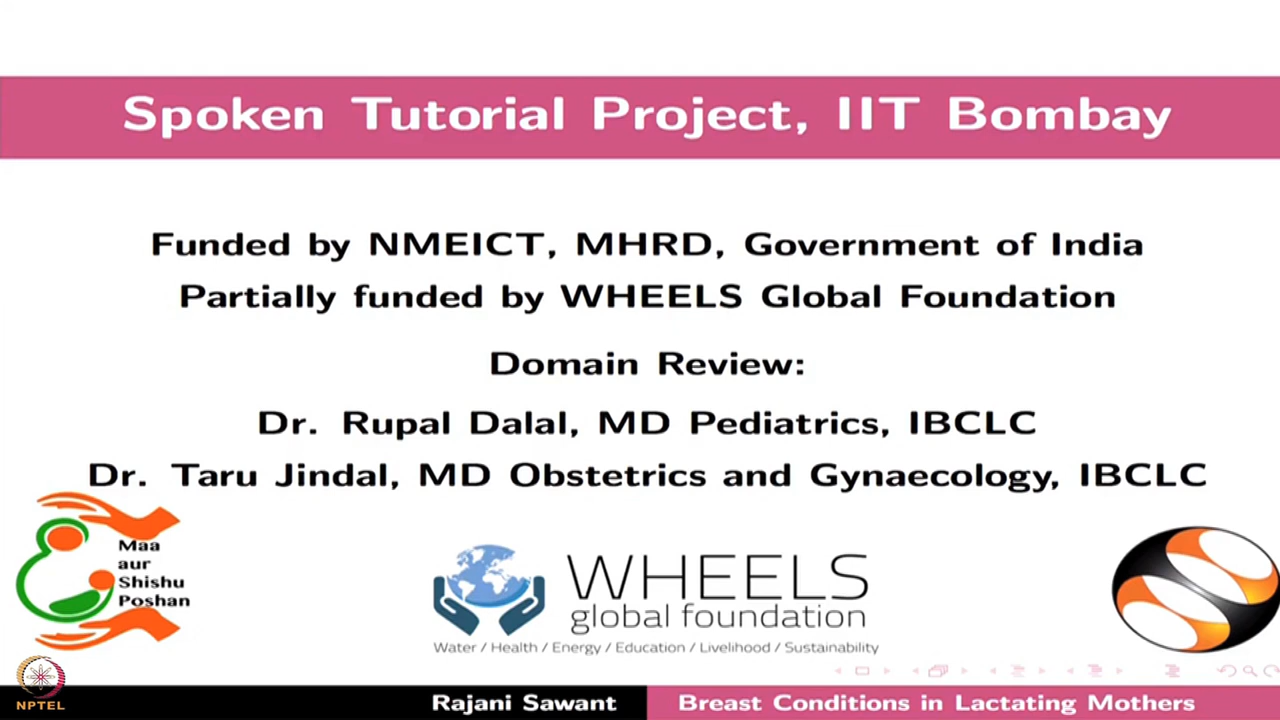 Spoken Tutorial Project, IIT Bombay
Funded by NMEICT, MHRD, Government of India
Partially funded by WHEELS Global Foundation
Domain Review:
Dr. Rupal Dalal, MD Pediatrics, IBCLC
Dr. Taru Jindal, MD Obstetrics and Gynaecology, IBCLC
Maa
aur
Shishu
Poshan
WHEELS
global foundation
Water / Health / Energy / Education / Livelihood / Sustainability
NPTEL
Rajani Sawant
Breast Conditions in Lactating Mothers